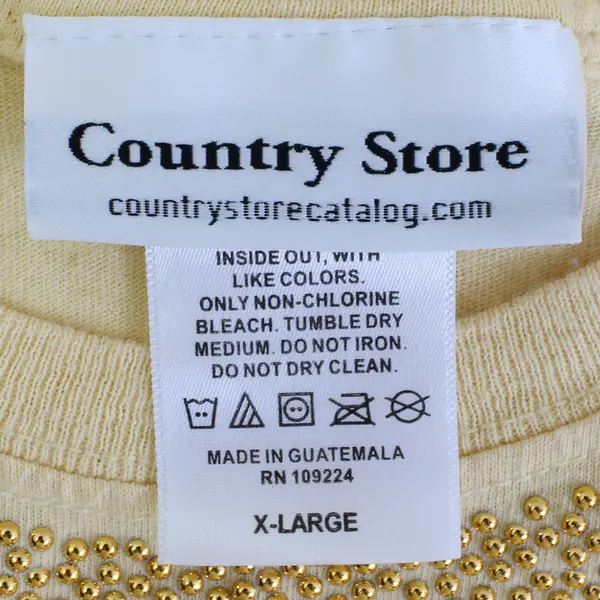 Country Store
countrystorecatalog.com
INSIDE OUT, WITH
LIKE COLORS.
ONLY NON-CHLORINE
BLEACH. TUMBLE DRY
MEDIUM. DO NOT IRON.
DO NOT DRY CLEAN.
MADE IN GUATEMALA
RN 109224
X-LARGE